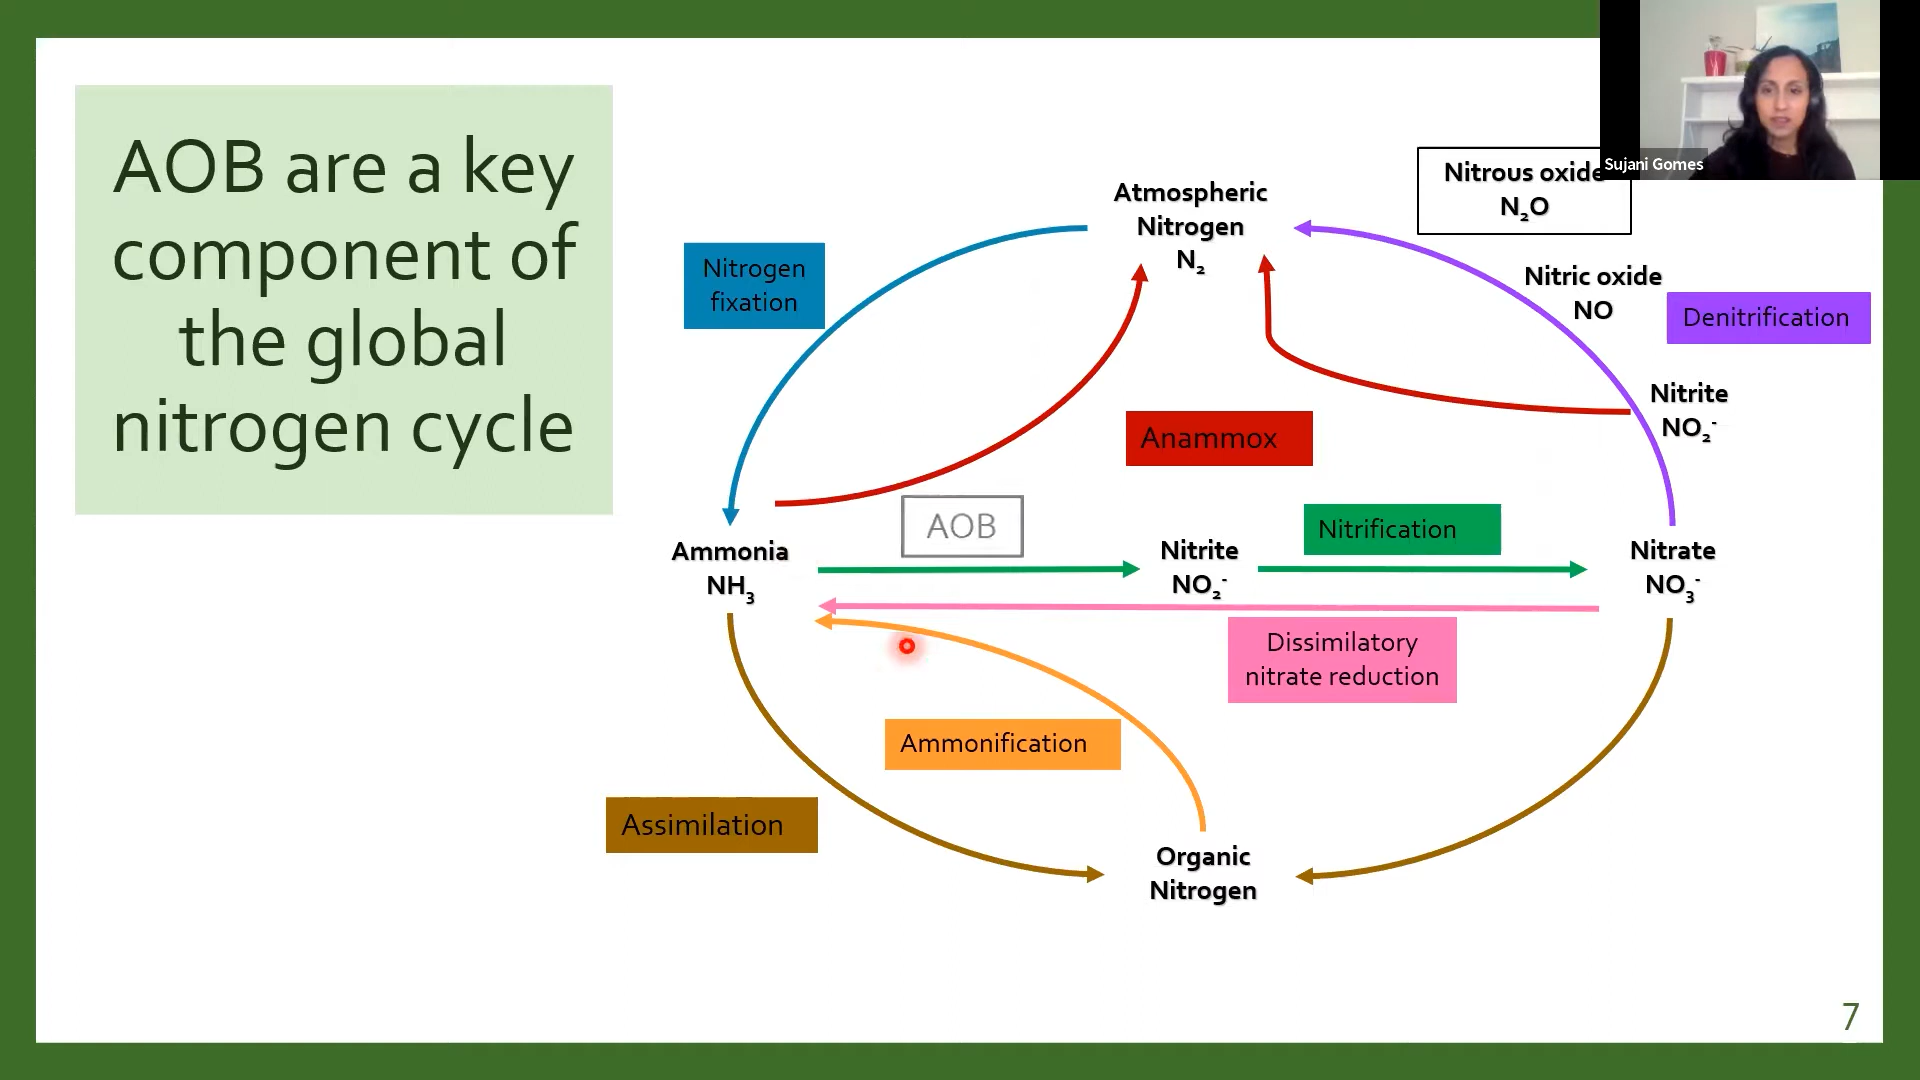 AOB are a key
component of
the global
nitrogen cycle
Sujani Gomes
Nitrous oxide
N₂O
Atmospheric
Nitrogen
N₂
Nitrogen
fixation
Nitric oxide
NO
Denitrification
Nitrite
NO₂⁻
Anammox
AOB
Nitrification
Ammonia
NH₃
Nitrite
NO₂⁻
Nitrate
NO₃⁻
Dissimilatory
nitrate reduction
Ammonification
Assimilation
Organic
Nitrogen
7